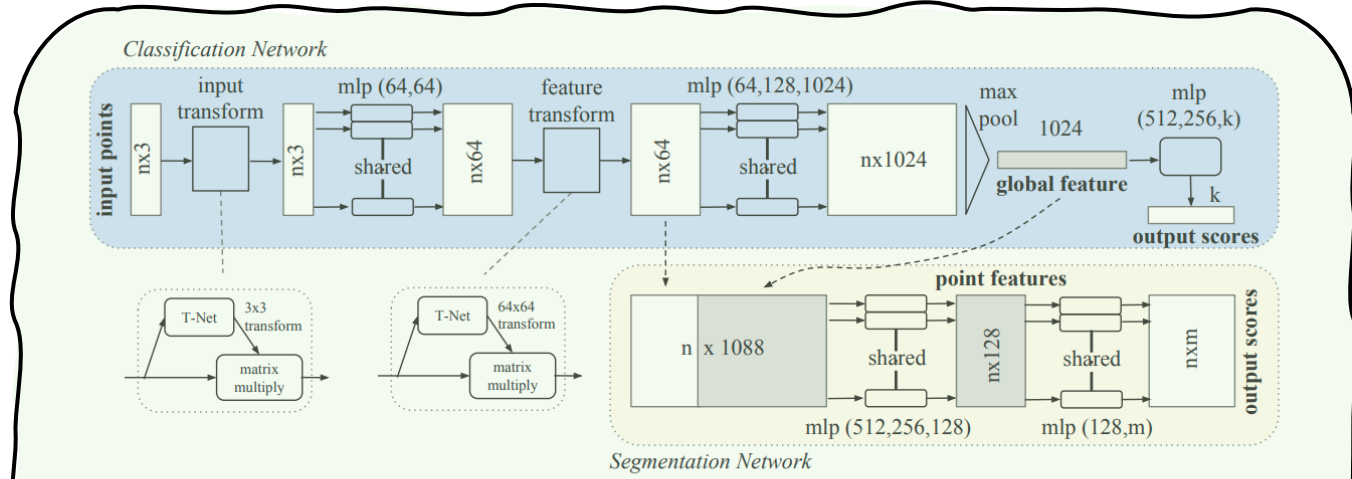 Classification Network
input points
nx3
input
transform
nx3
mlp (64,64)
shared
nx64
feature
transform
nx64
mlp (64,128,1024)
shared
nx1024
max
pool
1024
global feature
mlp
(512,256,k)
k
output scores
T-Net
3x3
transform
matrix
multiply
T-Net
64x64
transform
matrix
multiply
point features
n x 1088
shared
mlp (512,256,128)
nx128
shared
mlp (128,m)
nxm
output scores
Segmentation Network